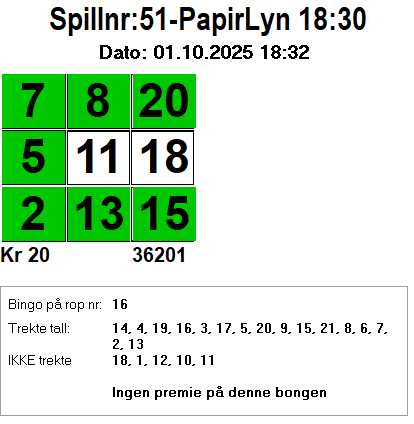 Spillnr:51-PapirLyn 18:30
Dato: 01.10.2025 18:32
7 8 20
5 11 18
2 13 15
Kr 20 36201
Bingo på rop nr: 16
Trekte tall: 14, 4, 19, 16, 3, 17, 5, 20, 9, 15, 21, 8, 6, 7,
2, 13
IKKE trekte 18, 1, 12, 10, 11
Ingen premie på denne bongen